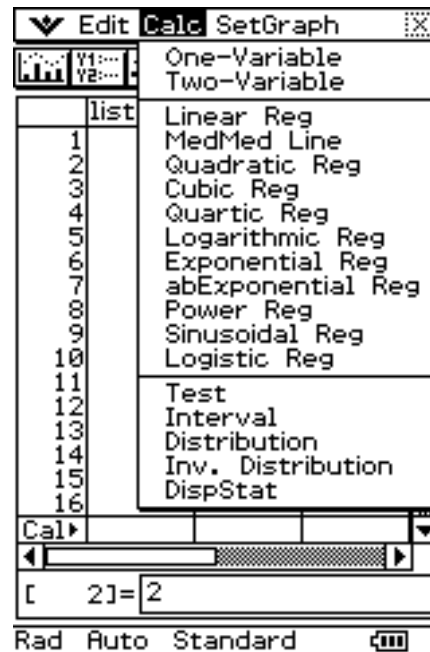 Edit Calc SetGraph
Y1:···
Y2:···
One-Variable
Two-Variable
list
Linear Reg
1 MedMed Line
2 Quadratic Reg
3 Cubic Reg
4 Quartic Reg
5 Logarithmic Reg
6 Exponential Reg
7 abExponential Reg
8 Power Reg
9 Sinusoidal Reg
10 Logistic Reg
11
12 Test
13 Interval
14 Distribution
15 Inv. Distribution
16 DispStat
Cal▸
[ 2]= 2
Rad Auto Standard